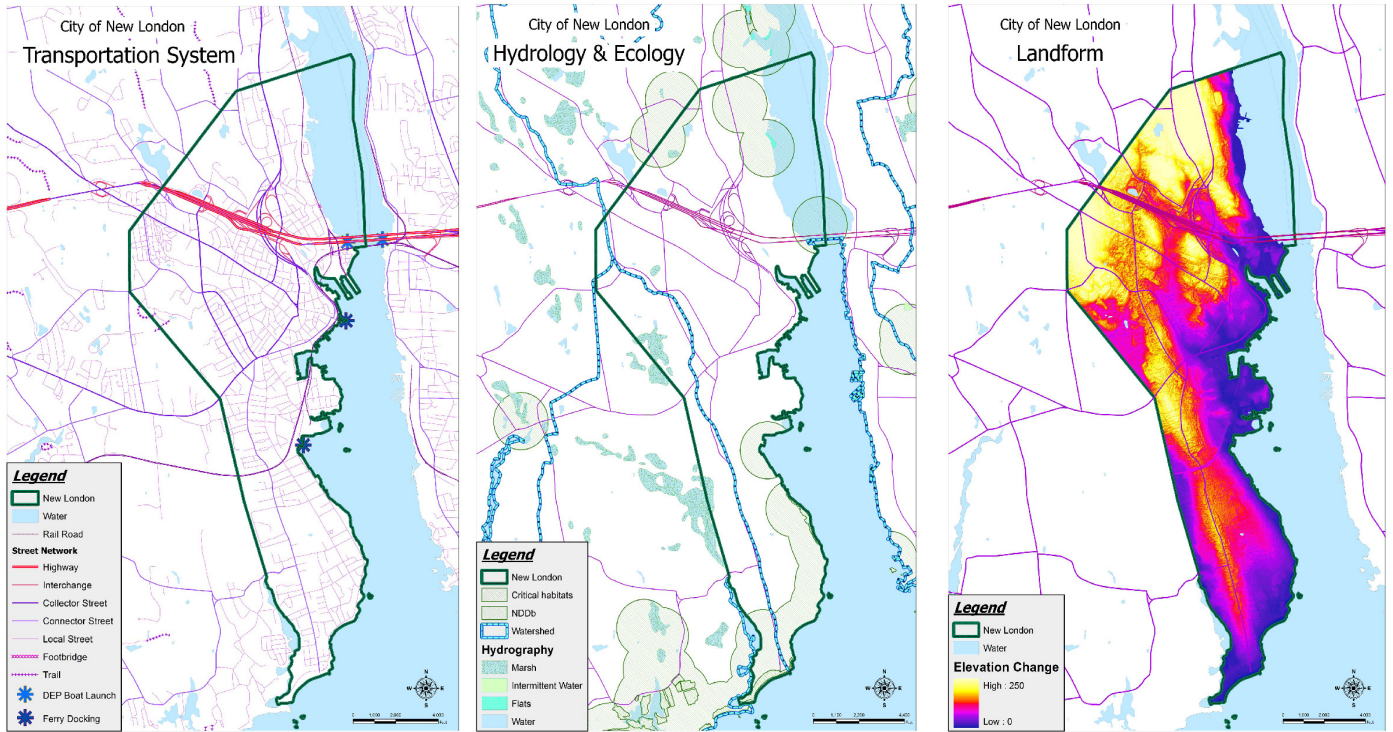 City of New London
Transportation System
Legend
New London
Water
Rail Road
Street Network
Highway
Interchange
Collector Street
Connector Street
Local Street
Footbridge
Trail
DEP Boat Launch
Ferry Docking
N
W
E
S
City of New London
Hydrology & Ecology
Legend
New London
Critical habitats
NDDb
Watershed
Hydrography
Marsh
Intermittent Water
Flats
Water
N
W
E
S
City of New London
Landform
Legend
New London
Water
Elevation Change
High : 250
Low : 0
N
W
E
S